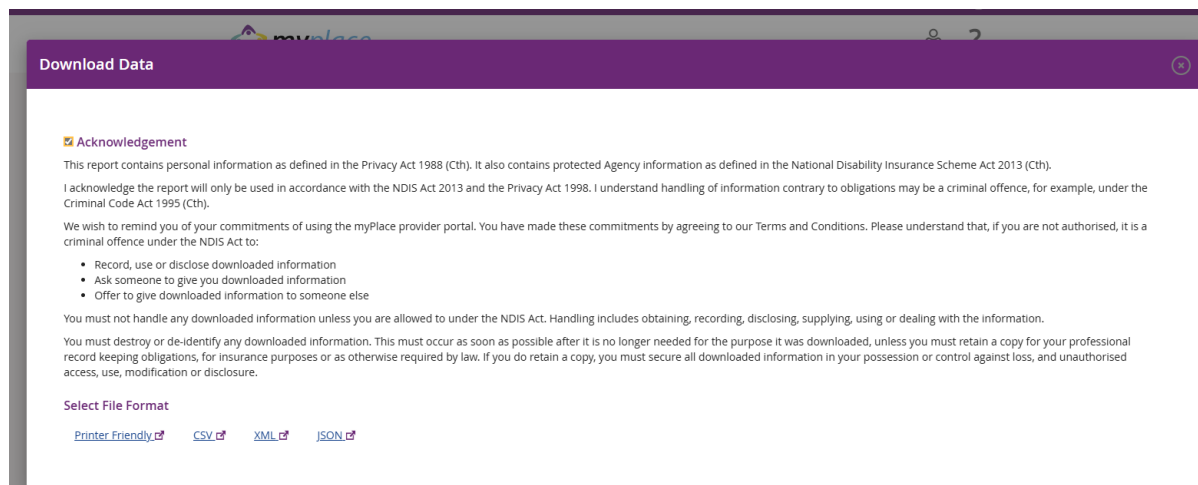 myplace
?
Download Data
Acknowledgement
This report contains personal information as defined in the Privacy Act 1988 (Cth). It also contains protected Agency information as defined in the National Disability Insurance Scheme Act 2013 (Cth).
I acknowledge the report will only be used in accordance with the NDIS Act 2013 and the Privacy Act 1998. I understand handling of information contrary to obligations may be a criminal offence, for example, under the
Criminal Code Act 1995 (Cth).
We wish to remind you of your commitments of using the myPlace provider portal. You have made these commitments by agreeing to our Terms and Conditions. Please understand that, if you are not authorised, it is a
criminal offence under the NDIS Act to:
• Record, use or disclose downloaded information
• Ask someone to give you downloaded information
• Offer to give downloaded information to someone else
You must not handle any downloaded information unless you are allowed to under the NDIS Act. Handling includes obtaining, recording, disclosing, supplying, using or dealing with the information.
You must destroy or de-identify any downloaded information. This must occur as soon as possible after it is no longer needed for the purpose it was downloaded, unless you must retain a copy for your professional
record keeping obligations, for insurance purposes or as otherwise required by law. If you do retain a copy, you must secure all downloaded information in your possession or control against loss, and unauthorised
access, use, modification or disclosure.
Select File Format
Printer Friendly CSV XML JSON